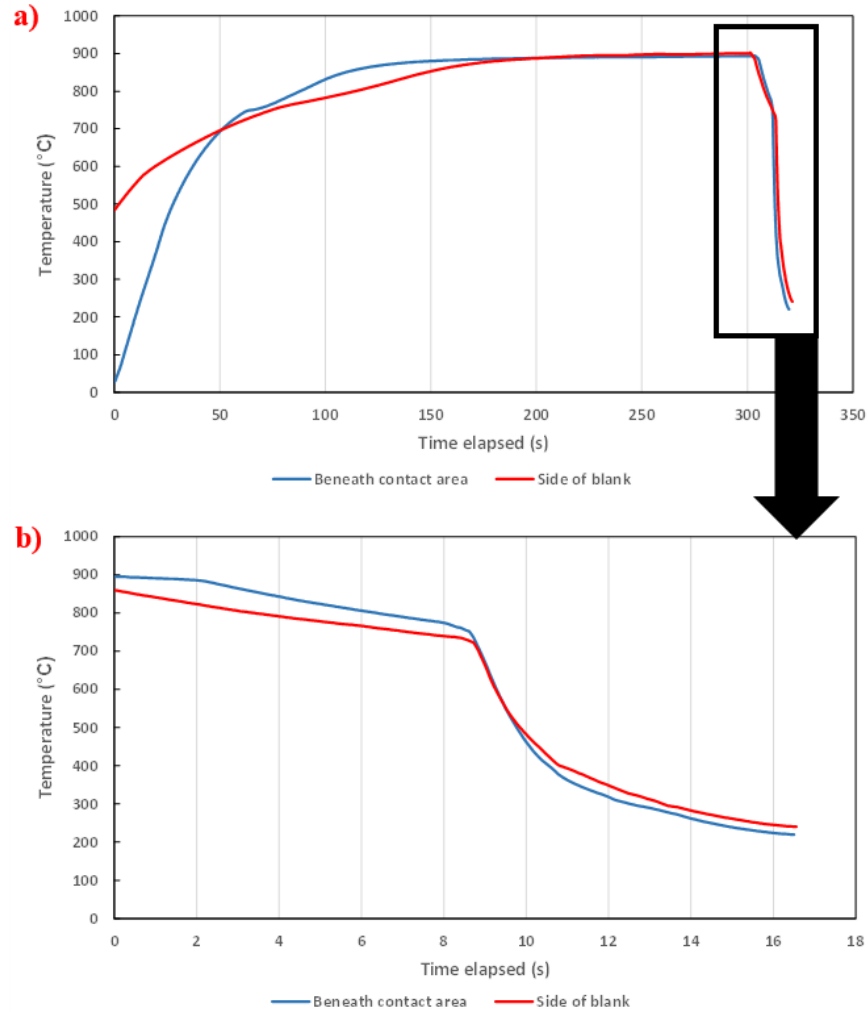 a)
1000
900
800
700
600
500
400
300
200
100
0
Temperature (°C)
0 50 100 150 200 250 300 350
Time elapsed (s)
Beneath contact area Side of blank
b)
1000
900
800
700
600
500
400
300
200
100
0
Temperature (°C)
0 2 4 6 8 10 12 14 16 18
Time elapsed (s)
Beneath contact area Side of blank